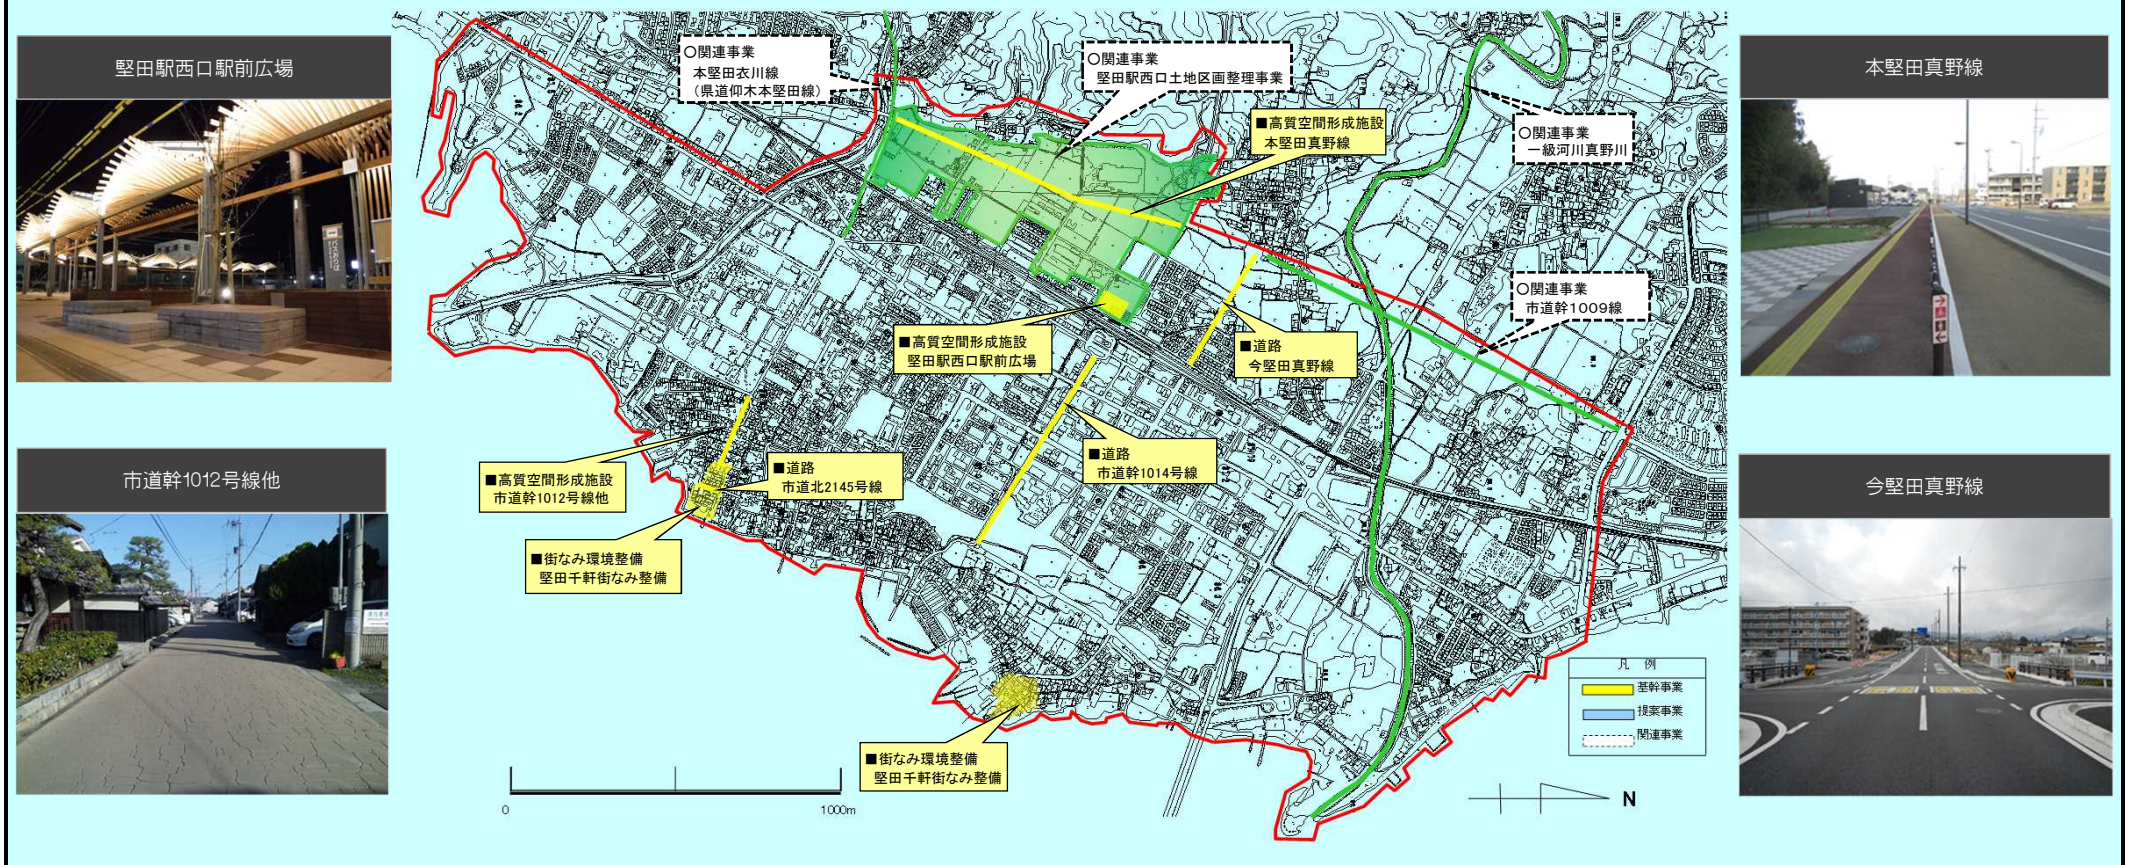 堅田駅西口駅前広場
バスのりば
市道幹1012号線他
○関連事業
本堅田衣川線
（県道仰木本堅田線）
○関連事業
堅田駅西口土地区画整理事業
■高質空間形成施設
本堅田真野線
○関連事業
一級河川真野川
○関連事業
市道幹1009線
■高質空間形成施設
堅田駅西口駅前広場
■道路
今堅田真野線
■高質空間形成施設
市道幹1012号線他
■道路
市道北2145号線
■道路
市道幹1014号線
■街なみ環境整備
堅田千軒街なみ整備
■街なみ環境整備
堅田千軒街なみ整備
0
1000m
凡 例
基幹事業
提案事業
関連事業
N
本堅田真野線
今堅田真野線